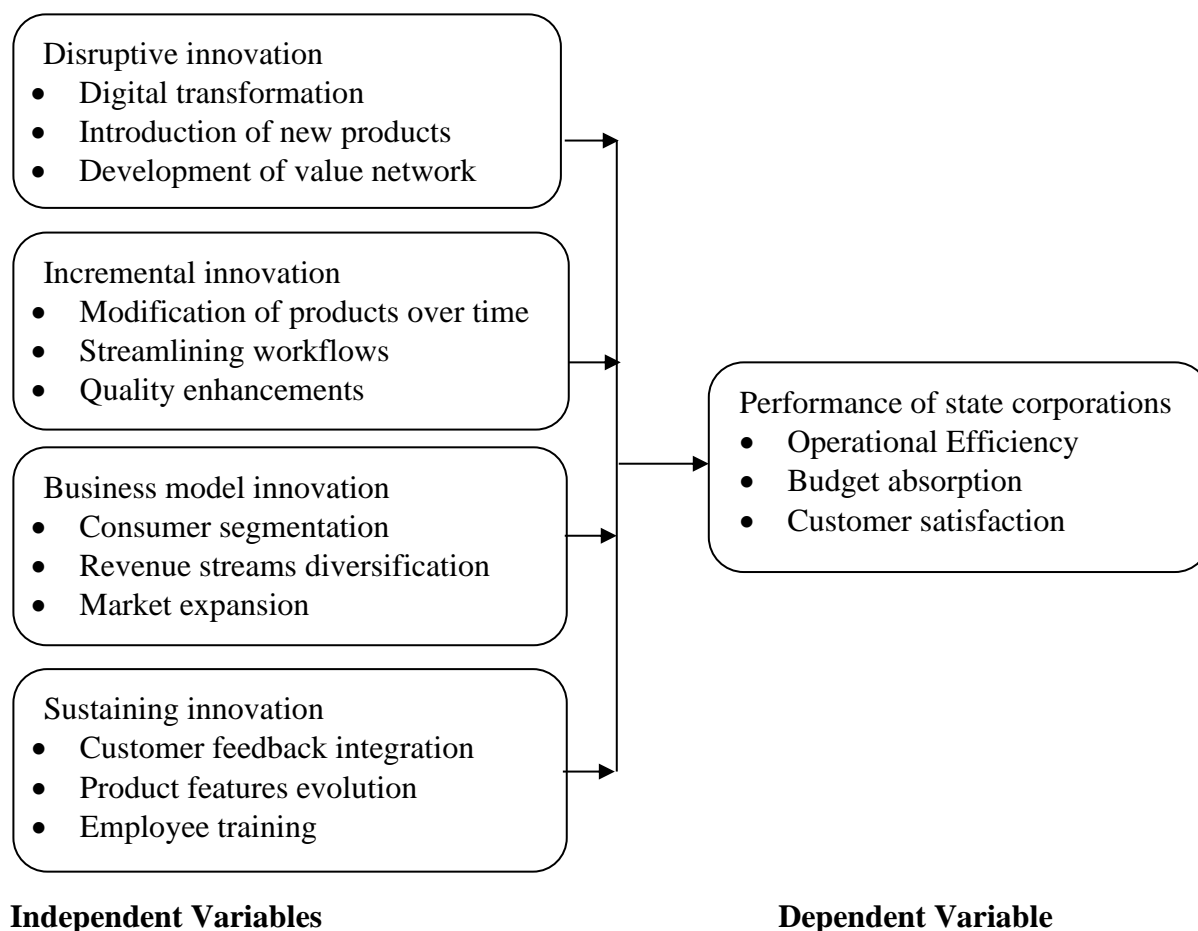 Disruptive innovation
• Digital transformation
• Introduction of new products
• Development of value network
Incremental innovation
• Modification of products over time
• Streamlining workflows
• Quality enhancements
Business model innovation
• Consumer segmentation
• Revenue streams diversification
• Market expansion
Sustaining innovation
• Customer feedback integration
• Product features evolution
• Employee training
Performance of state corporations
• Operational Efficiency
• Budget absorption
• Customer satisfaction
Independent Variables
Dependent Variable